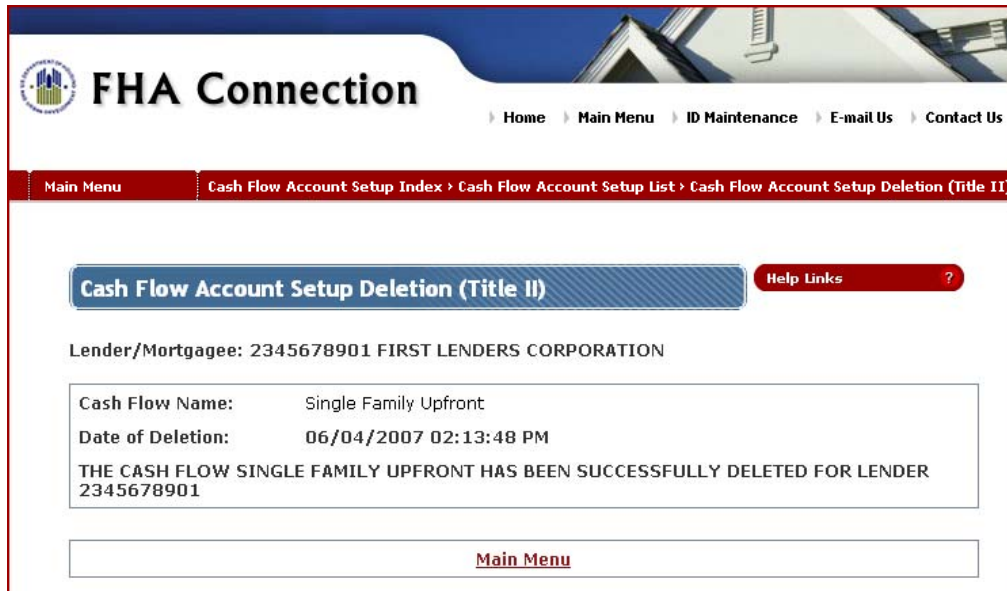 FHA Connection
Home Main Menu ID Maintenance E-mail Us Contact Us
Main Menu Cash Flow Account Setup Index › Cash Flow Account Setup List › Cash Flow Account Setup Deletion (Title II)
Cash Flow Account Setup Deletion (Title II)
Help Links ?
Lender/Mortgagee: 2345678901 FIRST LENDERS CORPORATION
Cash Flow Name: Single Family Upfront
Date of Deletion: 06/04/2007 02:13:48 PM
THE CASH FLOW SINGLE FAMILY UPFRONT HAS BEEN SUCCESSFULLY DELETED FOR LENDER
2345678901
Main Menu